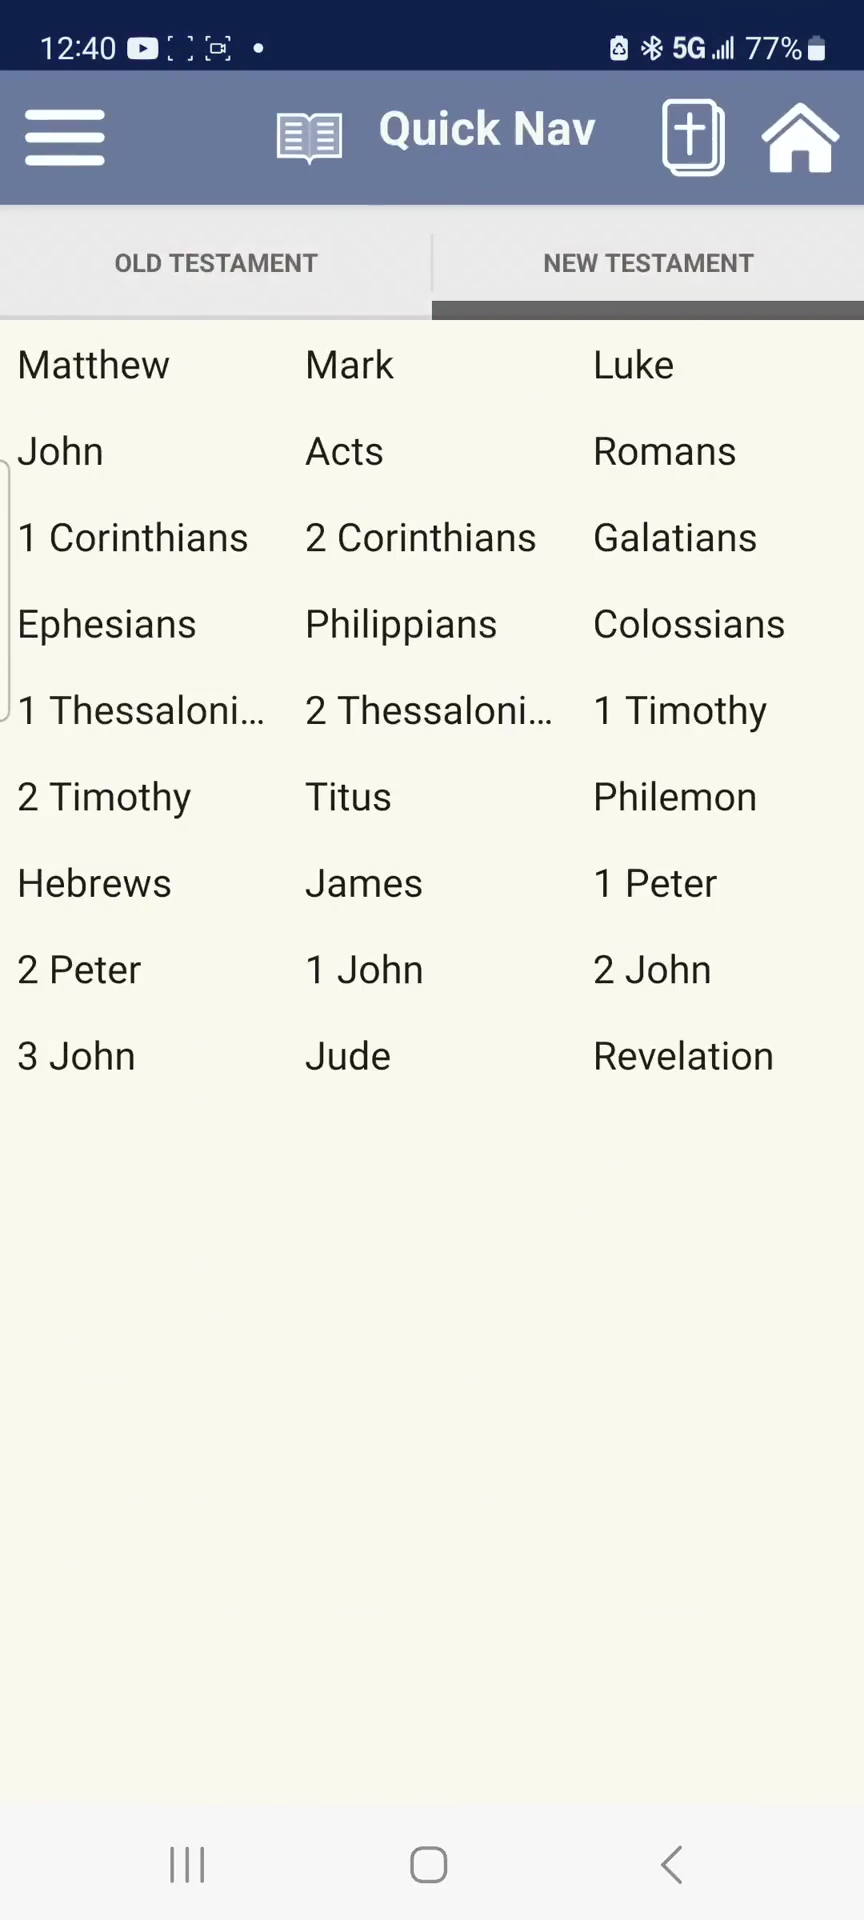 12:40 5G 77%
Quick Nav
OLD TESTAMENT NEW TESTAMENT
Matthew Mark Luke
John Acts Romans
1 Corinthians 2 Corinthians Galatians
Ephesians Philippians Colossians
1 Thessaloni... 2 Thessaloni... 1 Timothy
2 Timothy Titus Philemon
Hebrews James 1 Peter
2 Peter 1 John 2 John
3 John Jude Revelation